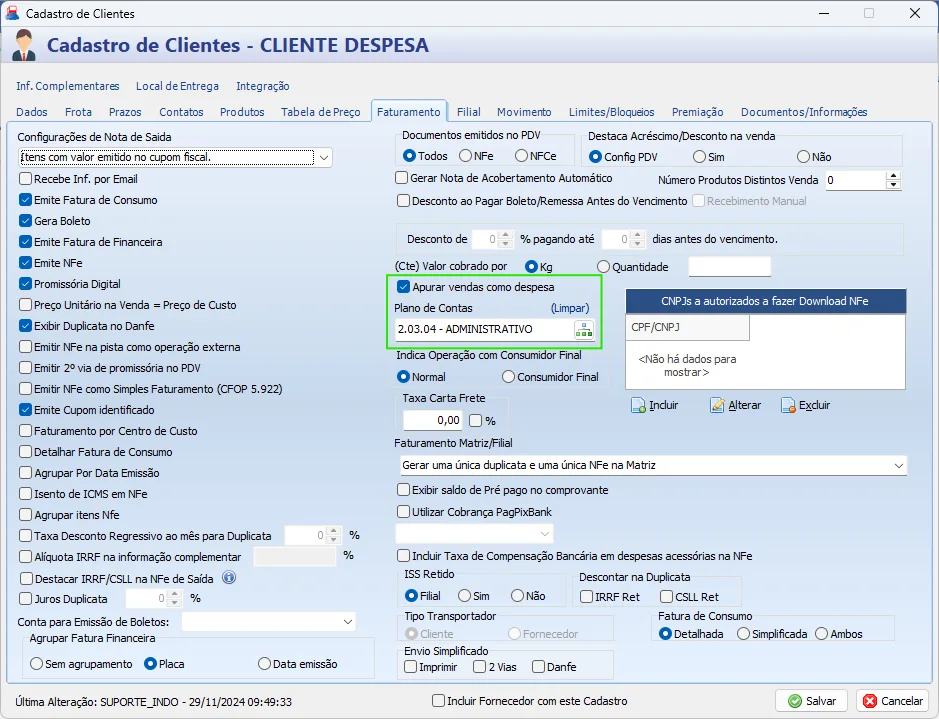 Cadastro de Clientes
Cadastro de Clientes - CLIENTE DESPESA
Inf. Complementares Local de Entrega Integração
Dados Frota Prazos Contatos Produtos Tabela de Preço Faturamento Filial Movimento Limites/Bloqueios Premiação Documentos/Informações
Configurações de Nota de Saida
Itens com valor emitido no cupom fiscal.
Recebe Inf. por Email
Emite Fatura de Consumo
Gera Boleto
Emite Fatura de Financeira
Emite NFe
Promissória Digital
Preço Unitário na Venda = Preço de Custo
Exibir Duplicata no Danfe
Emitir NFe na pista como operação externa
Emitir 2º via de promissória no PDV
Emitir NFe como Simples Faturamento (CFOP 5.922)
Emite Cupom identificado
Faturamento por Centro de Custo
Detalhar Fatura de Consumo
Agrupar Por Data Emissão
Isento de ICMS em NFe
Agrupar itens Nfe
Taxa Desconto Regressivo ao mês para Duplicata 0 %
Alíquota IRRF na informação complementar %
Destacar IRRF/CSLL na NFe de Saída
Juros Duplicata 0 %
Conta para Emissão de Boletos:
Agrupar Fatura Financeira
Sem agrupamento Placa Data emissão
Documentos emitidos no PDV
Todos NFe NFCe
Destaca Acréscimo/Desconto na venda
Config PDV Sim Não
Gerar Nota de Acobertamento Automático
Número Produtos Distintos Venda 0
Desconto ao Pagar Boleto/Remessa Antes do Vencimento Recebimento Manual
Desconto de 0 % pagando até 0 dias antes do vencimento.
(Cte) Valor cobrado por Kg Quantidade
Apurar vendas como despesa
Plano de Contas (Limpar)
2.03.04 - ADMINISTRATIVO
CNPJs a autorizados a fazer Download NFe
CPF/CNPJ
<Não há dados para
mostrar>
Incluir Alterar Excluir
Indica Operação com Consumidor Final
Normal Consumidor Final
Taxa Carta Frete
0,00 %
Faturamento Matriz/Filial
Gerar uma única duplicata e uma única NFe na Matriz
Exibir saldo de Pré pago no comprovante
Utilizar Cobrança PagPixBank
Incluir Taxa de Compensação Bancária em despesas acessórias na NFe
ISS Retido
Filial Sim Não
Descontar na Duplicata
IRRF Ret CSLL Ret
Tipo Transportador
Cliente Fornecedor
Fatura de Consumo
Detalhada Simplificada Ambos
Envio Simplificado
Imprimir 2 Vias Danfe
Última Alteração: SUPORTE_INDO - 29/11/2024 09:49:33
Incluir Fornecedor com este Cadastro
Salvar Cancelar